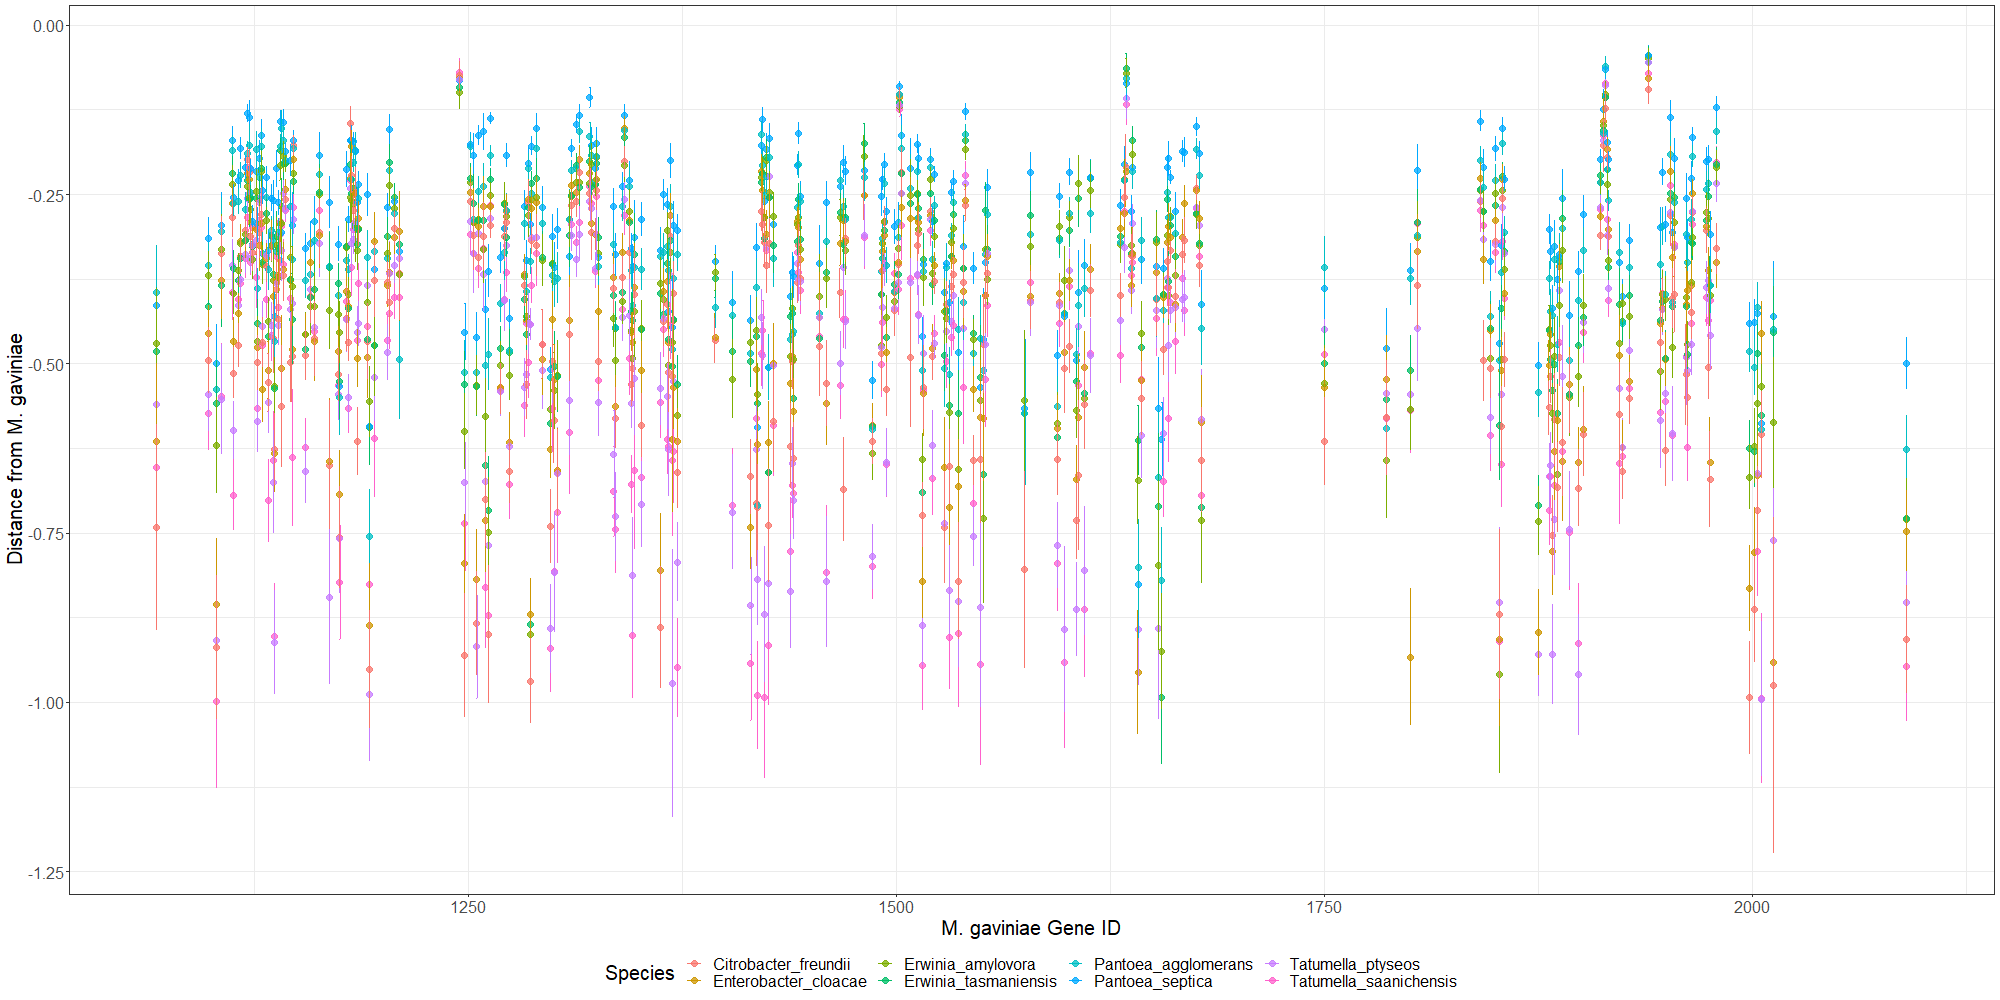 0.00
-0.25
-0.50
-0.75
-1.00
-1.25
Distance from M. gaviniae
1250 1500 1750 2000
M. gaviniae Gene ID
Species
Citrobacter_freundii Erwinia_amylovora Pantoea_agglomerans Tatumella_ptyseos
Enterobacter_cloacae Erwinia_tasmaniensis Pantoea_septica Tatumella_saanichensis